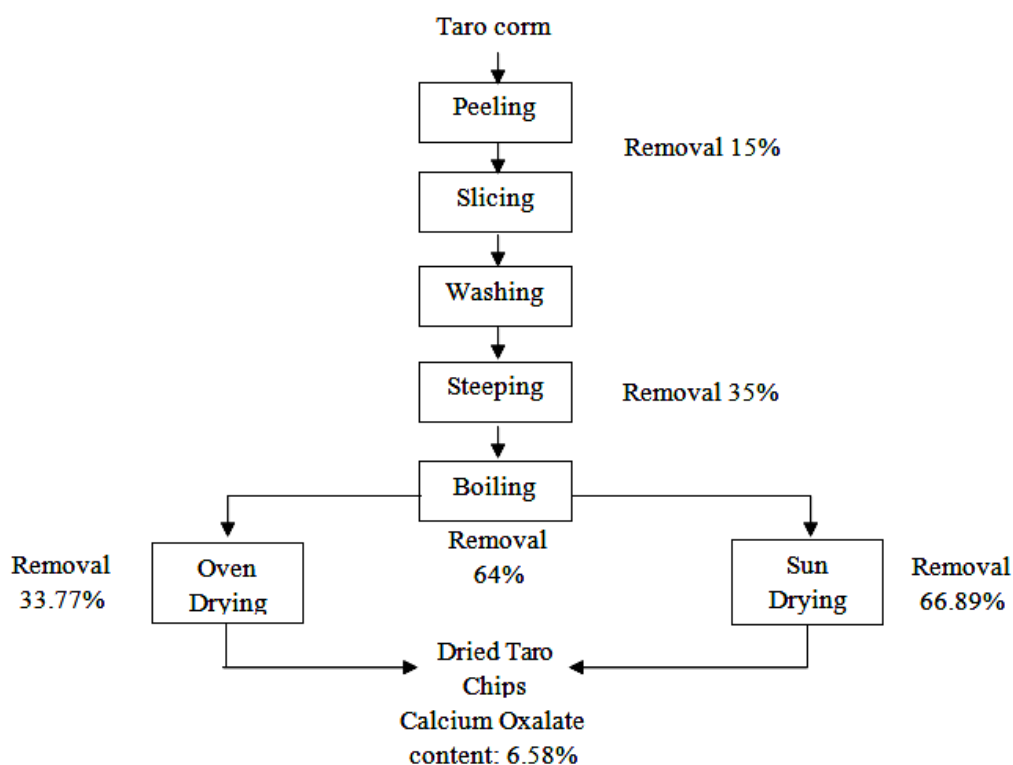 Taro corm
Peeling
Removal 15%
Slicing
Washing
Steeping
Removal 35%
Boiling
Removal
64%
Removal
33.77%
Oven
Drying
Sun
Drying
Removal
66.89%
Dried Taro
Chips
Calcium Oxalate
content: 6.58%